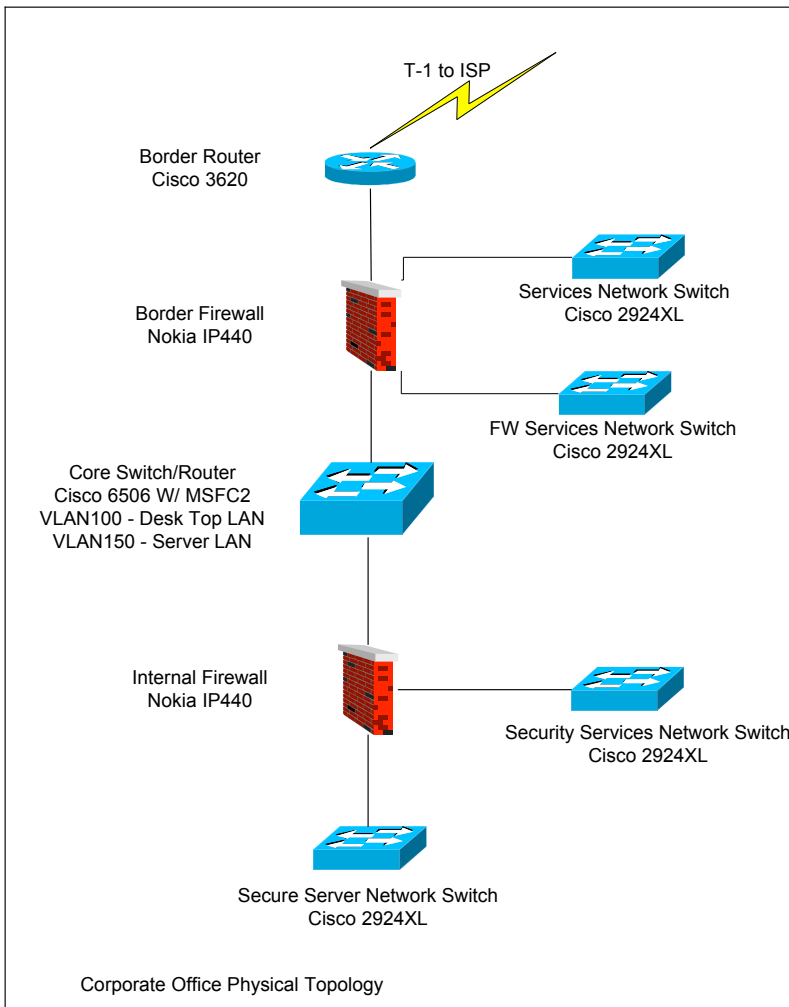 T-1 to ISP
Border Router
Cisco 3620
Services Network Switch
Cisco 2924XL
Border Firewall
Nokia IP440
FW Services Network Switch
Cisco 2924XL
Core Switch/Router
Cisco 6506 W/ MSFC2
VLAN100 - Desk Top LAN
VLAN150 - Server LAN
Internal Firewall
Nokia IP440
Security Services Network Switch
Cisco 2924XL
Secure Server Network Switch
Cisco 2924XL
Corporate Office Physical Topology